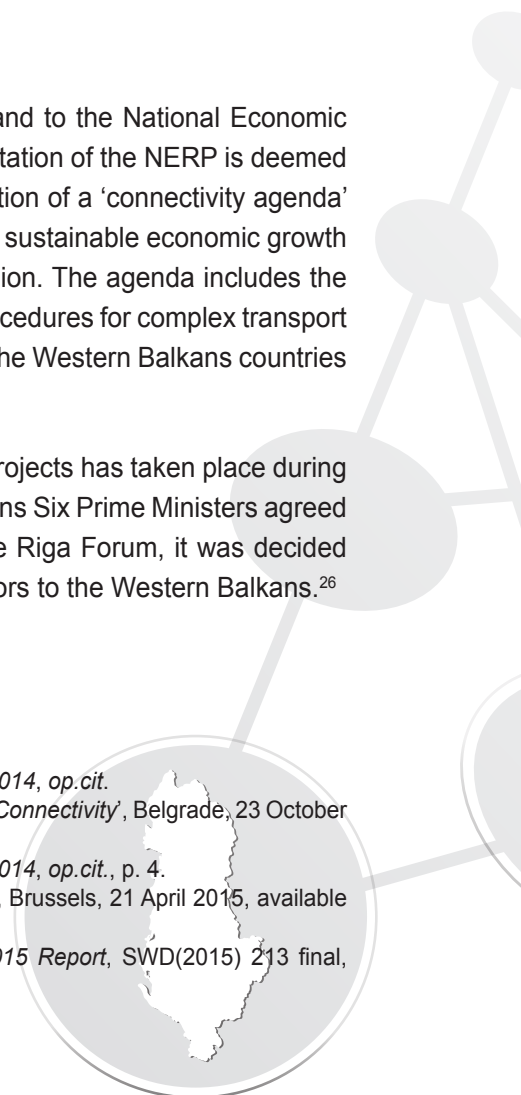 and to the National Economic
tation of the NERP is deemed
tion of a ‘connectivity agenda’
sustainable economic growth
ion. The agenda includes the
cedures for complex transport
he Western Balkans countries
rojects has taken place during
ns Six Prime Ministers agreed
e Riga Forum, it was decided
ors to the Western Balkans.26
014, op.cit.
Connectivity’, Belgrade, 23 October
014, op.cit., p. 4.
, Brussels, 21 April 2015, available
015 Report, SWD(2015) 213 final,